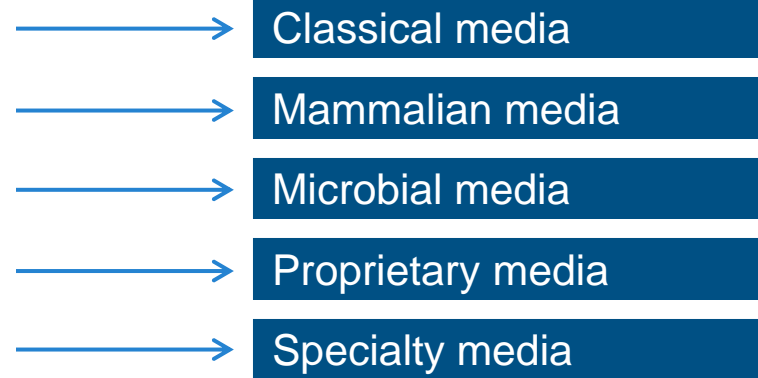 Classical media
Mammalian media
Microbial media
Proprietary media
Specialty media